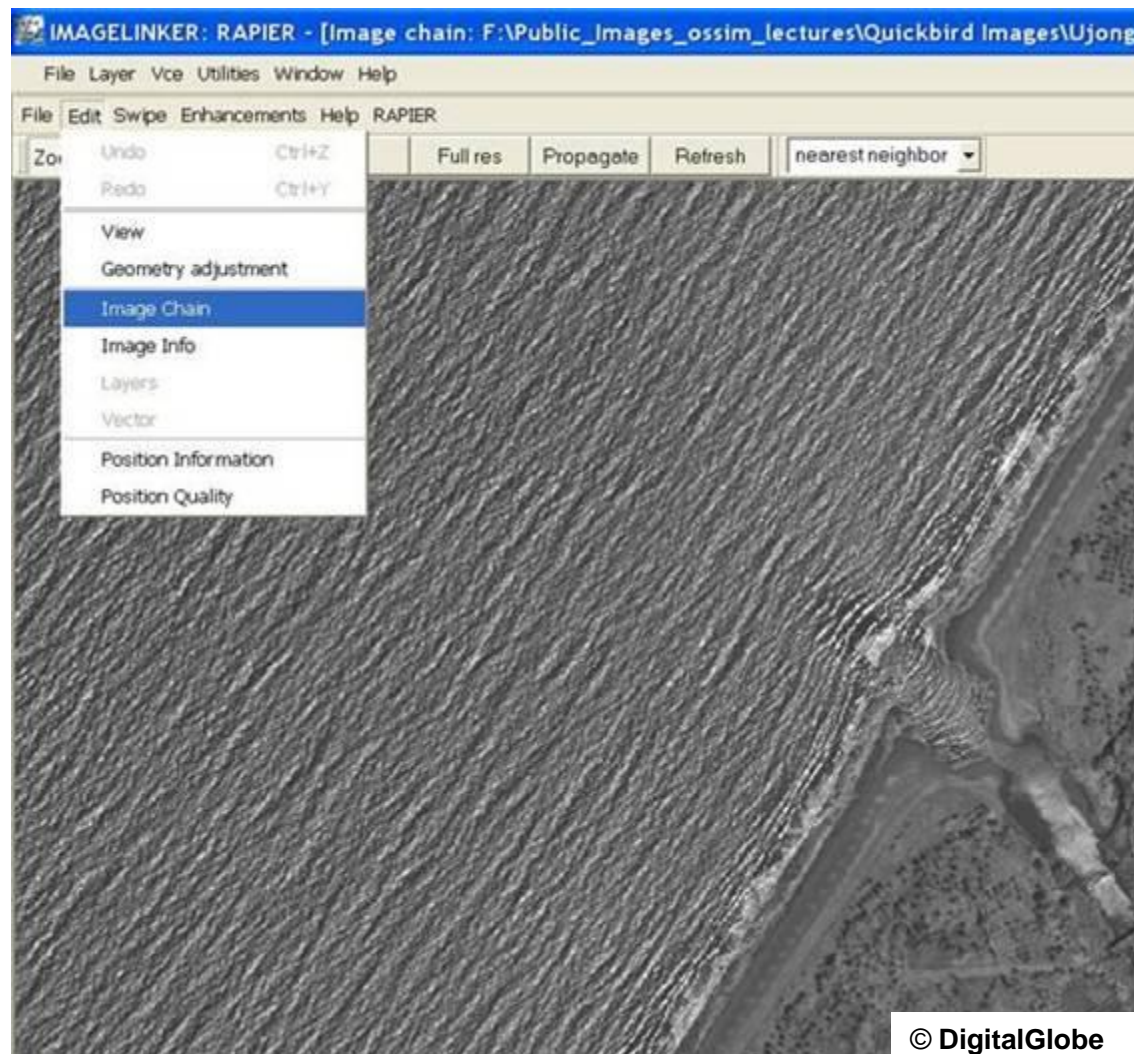 IMAGELINKER: RAPIER - [Image chain: F:\Public_Images_ossim_lectures\Quickbird Images\Ujong
File Layer Vce Utilities Window Help
File Edit Swipe Enhancements Help RAPIER
Full res Propagate Refresh nearest neighbor
Undo Ctrl+Z
Redo Ctrl+Y
View
Geometry adjustment
Image Chain
Image Info
Layers
Vector
Position Information
Position Quality
© DigitalGlobe